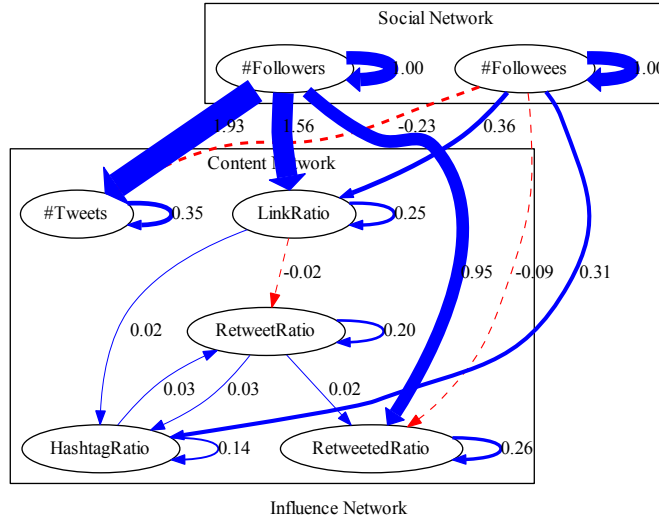 Social Network
#Followers
1.00
#Followees
1.00
1.93
1.56
-0.23
0.36
Content Network
#Tweets
0.35
LinkRatio
0.25
-0.02
0.95
-0.09
0.31
0.02
RetweetRatio
0.20
0.03
0.03
0.02
HashtagRatio
0.14
RetweetedRatio
0.26
Influence Network